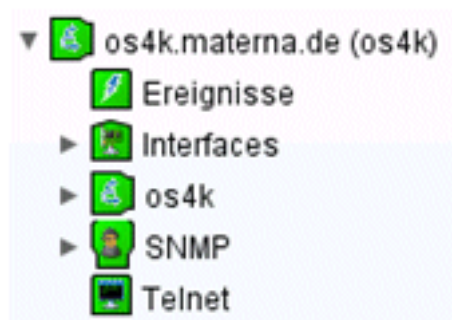 os4k.materna.de (os4k)
Ereignisse
Interfaces
os4k
SNMP
Telnet